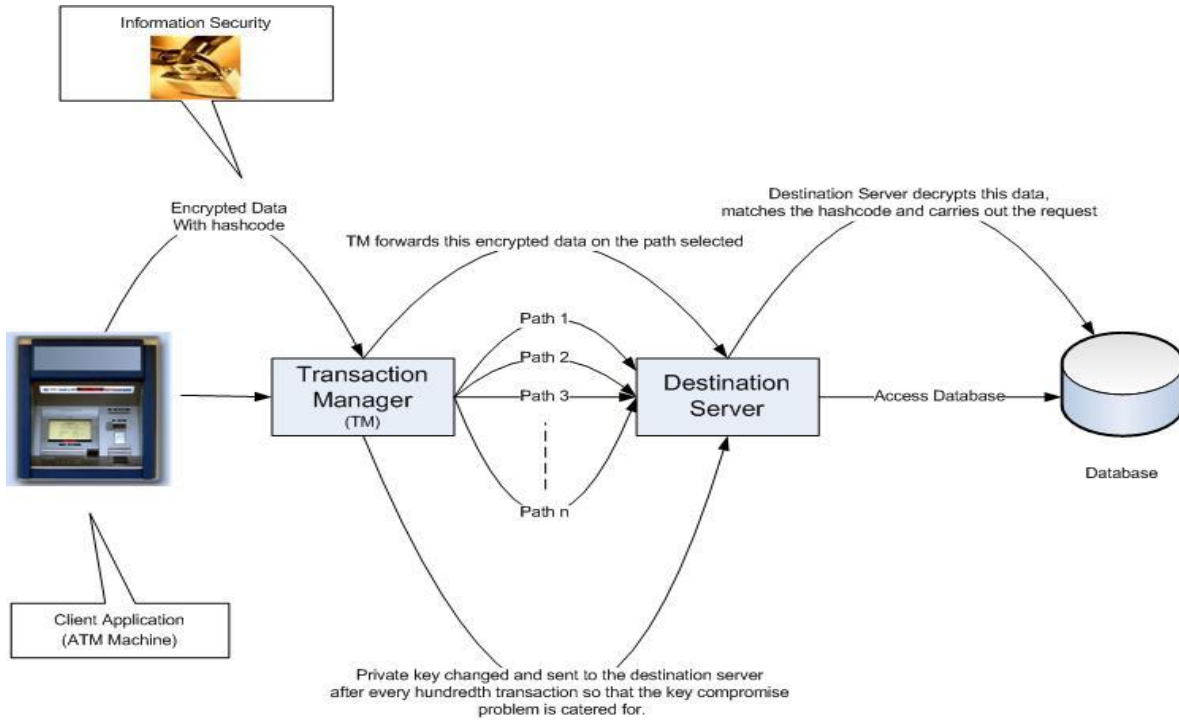 Information Security
Encrypted Data
With hashcode
Destination Server decrypts this data,
matches the hashcode and carries out the request
TM forwards this encrypted data on the path selected
Path 1
Path 2
Path 3
Path n
Transaction
Manager
(TM)
Destination
Server
Access Database
Database
Client Application
(ATM Machine)
Private key changed and sent to the destination server
after every hundredth transaction so that the key compromise
problem is catered for.